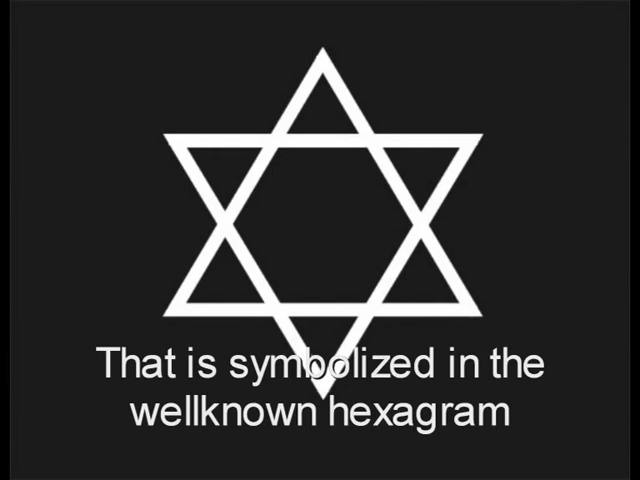 That is symbolized in the
wellknown hexagram